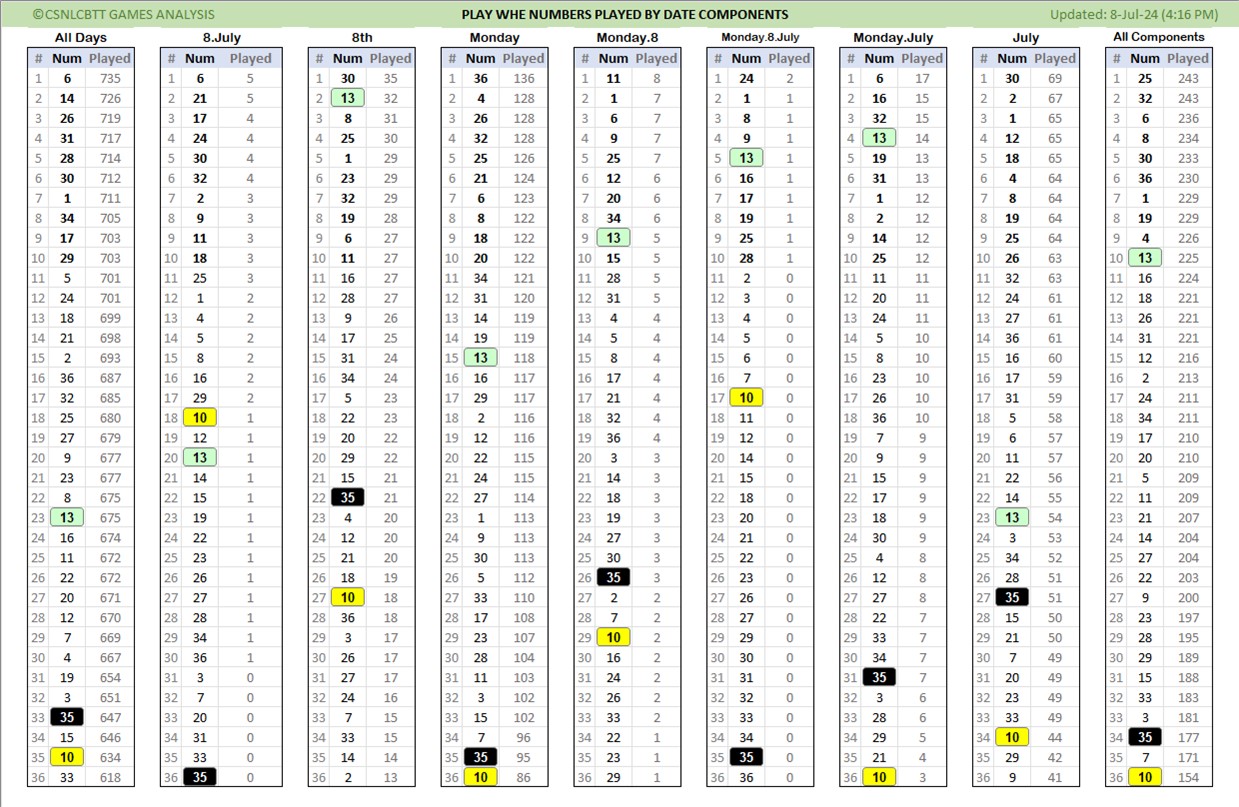 ©CSNLCBTT GAMES ANALYSIS PLAY WHE NUMBERS PLAYED BY DATE COMPONENTS Updated: 8-Jul-24 (4:16 PM)
All Days 8.July 8th Monday Monday.8 Monday.8.July Monday.July July All Components
# Num Played # Num Played # Num Played # Num Played # Num Played # Num Played # Num Played # Num Played # Num Played
1 6 735 1 6 5 1 30 35 1 36 136 1 11 8 1 24 2 1 6 17 1 30 69 1 25 243
2 14 726 2 21 5 2 13 32 2 4 128 2 1 7 2 1 1 2 16 15 2 2 67 2 32 243
3 26 719 3 17 4 3 8 31 3 26 128 3 6 7 3 8 1 3 32 15 3 1 65 3 6 236
4 31 717 4 24 4 4 25 30 4 32 128 4 9 7 4 9 1 4 13 14 4 12 65 4 8 234
5 28 714 5 30 4 5 1 29 5 25 126 5 25 7 5 13 1 5 19 13 5 18 65 5 30 233
6 30 712 6 32 4 6 23 29 6 21 124 6 12 6 6 16 1 6 31 13 6 4 64 6 36 230
7 1 711 7 2 3 7 32 29 7 6 123 7 20 6 7 17 1 7 1 12 7 8 64 7 1 229
8 34 705 8 9 3 8 19 28 8 8 122 8 34 6 8 19 1 8 2 12 8 19 64 8 19 229
9 17 703 9 11 3 9 6 27 9 18 122 9 13 5 9 25 1 9 14 12 9 25 64 9 4 226
10 29 703 10 18 3 10 11 27 10 20 122 10 15 5 10 28 1 10 25 12 10 26 63 10 13 225
11 5 701 11 25 3 11 16 27 11 34 121 11 28 5 11 2 0 11 11 11 11 32 63 11 16 224
12 24 701 12 1 2 12 28 27 12 31 120 12 31 5 12 3 0 12 20 11 12 24 61 12 18 221
13 18 699 13 4 2 13 9 26 13 14 119 13 4 4 13 4 0 13 24 11 13 27 61 13 26 221
14 21 698 14 5 2 14 17 25 14 19 119 14 5 4 14 5 0 14 5 10 14 36 61 14 31 221
15 2 693 15 8 2 15 31 24 15 13 118 15 8 4 15 6 0 15 8 10 15 16 60 15 12 216
16 36 687 16 16 2 16 34 24 16 16 117 16 17 4 16 7 0 16 23 10 16 17 59 16 2 213
17 32 685 17 29 2 17 5 23 17 29 117 17 21 4 17 10 0 17 26 10 17 31 59 17 24 211
18 25 680 18 10 1 18 22 23 18 2 116 18 32 4 18 11 0 18 36 10 18 5 58 18 34 211
19 27 679 19 12 1 19 20 22 19 12 116 19 36 4 19 12 0 19 7 9 19 6 57 19 17 210
20 9 677 20 13 1 20 29 22 20 22 115 20 3 3 20 14 0 20 9 9 20 11 57 20 20 210
21 23 677 21 14 1 21 15 21 21 24 115 21 14 3 21 15 0 21 15 9 21 22 56 21 5 209
22 8 675 22 15 1 22 35 21 22 27 114 22 18 3 22 18 0 22 17 9 22 14 55 22 11 209
23 13 675 23 19 1 23 4 20 23 1 113 23 19 3 23 20 0 23 18 9 23 13 54 23 21 207
24 16 674 24 22 1 24 12 20 24 9 113 24 27 3 24 21 0 24 30 9 24 3 53 24 14 204
25 11 672 25 23 1 25 21 20 25 30 113 25 30 3 25 22 0 25 4 8 25 34 52 25 27 204
26 22 672 26 26 1 26 18 19 26 5 112 26 35 3 26 23 0 26 12 8 26 28 51 26 22 203
27 20 671 27 27 1 27 10 18 27 33 110 27 2 2 27 26 0 27 27 8 27 35 51 27 9 200
28 12 670 28 28 1 28 36 18 28 17 108 28 7 2 28 27 0 28 22 7 28 15 50 28 23 197
29 7 669 29 34 1 29 3 17 29 23 107 29 10 2 29 29 0 29 33 7 29 21 50 29 28 195
30 4 667 30 36 1 30 26 17 30 28 104 30 16 2 30 30 0 30 34 7 30 7 49 30 29 189
31 19 654 31 3 0 31 27 17 31 11 103 31 24 2 31 31 0 31 35 7 31 20 49 31 15 188
32 3 651 32 7 0 32 24 16 32 3 102 32 26 2 32 32 0 32 3 6 32 23 49 32 33 183
33 35 647 33 20 0 33 7 15 33 15 102 33 33 2 33 33 0 33 28 6 33 33 49 33 3 181
34 15 646 34 31 0 34 33 15 34 7 96 34 22 1 34 34 0 34 29 5 34 10 44 34 35 177
35 10 634 35 33 0 35 14 14 35 35 95 35 23 1 35 35 0 35 21 4 35 29 42 35 7 171
36 33 618 36 35 0 36 2 13 36 10 86 36 29 1 36 36 0 36 10 3 36 9 41 36 10 154